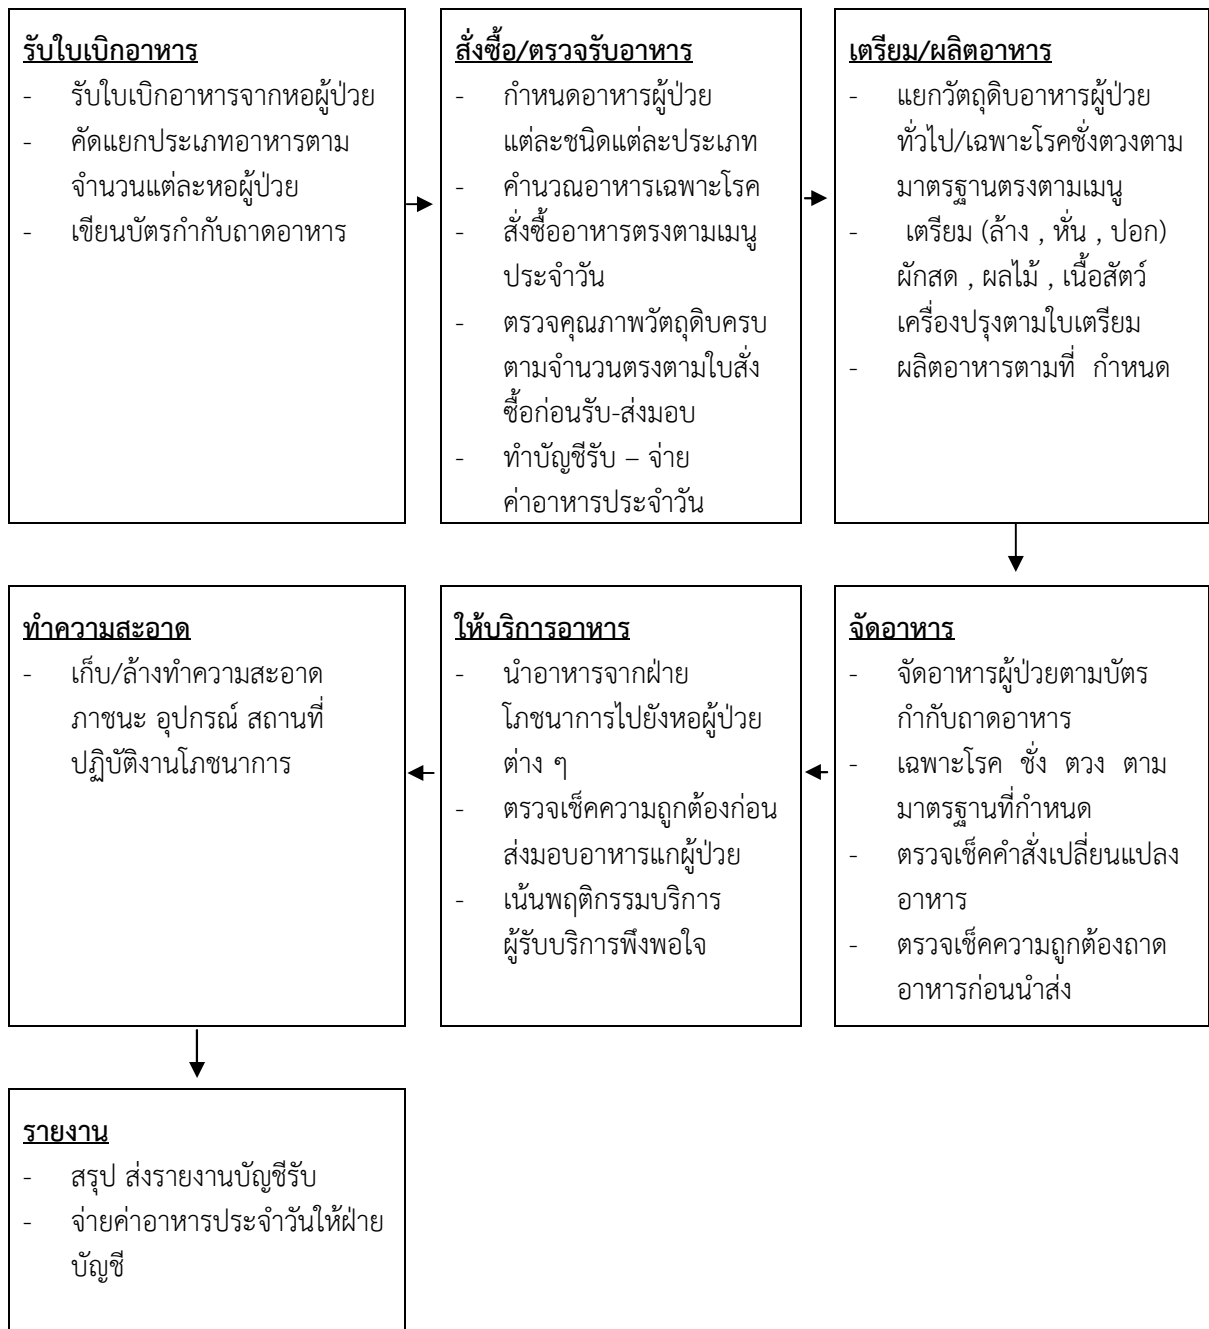 รับใบเบิกอาหาร
- รับใบเบิกอาหารจากหอผู้ป่วย
- คัดแยกประเภทอาหารตาม
จำนวนแต่ละหอผู้ป่วย
- เขียนบัตรกำกับถาดอาหาร
สั่งซื้อ/ตรวจรับอาหาร
- กำหนดอาหารผู้ป่วย
แต่ละชนิดแต่ละประเภท
- คำนวณอาหารเฉพาะโรค
- สั่งซื้ออาหารตรงตามเมนู
ประจำวัน
- ตรวจคุณภาพวัตถุดิบครบ
ตามจำนวนตรงตามใบสั่ง
ซื้อก่อนรับ-ส่งมอบ
- ทำบัญชีรับ – จ่าย
ค่าอาหารประจำวัน
เตรียม/ผลิตอาหาร
- แยกวัตถุดิบอาหารผู้ป่วย
ทั่วไป/เฉพาะโรคชั่งตวงตาม
มาตรฐานตรงตามเมนู
- เตรียม (ล้าง , หั่น , ปอก)
ผักสด , ผลไม้ , เนื้อสัตว์
เครื่องปรุงตามใบเตรียม
- ผลิตอาหารตามที่ กำหนด
จัดอาหาร
- จัดอาหารผู้ป่วยตามบัตร
กำกับถาดอาหาร
- เฉพาะโรค ชั่ง ตวง ตาม
มาตรฐานที่กำหนด
- ตรวจเช็คคำสั่งเปลี่ยนแปลง
อาหาร
- ตรวจเช็คความถูกต้องถาด
อาหารก่อนนำส่ง
ให้บริการอาหาร
- นำอาหารจากฝ่าย
โภชนาการไปยังหอผู้ป่วย
ต่าง ๆ
- ตรวจเช็คความถูกต้องก่อน
ส่งมอบอาหารแกผู้ป่วย
- เน้นพฤติกรรมบริการ
ผู้รับบริการพึงพอใจ
ทำความสะอาด
- เก็บ/ล้างทำความสะอาด
ภาชนะ อุปกรณ์ สถานที่
ปฏิบัติงานโภชนาการ
รายงาน
- สรุป ส่งรายงานบัญชีรับ
- จ่ายค่าอาหารประจำวันให้ฝ่าย
บัญชี